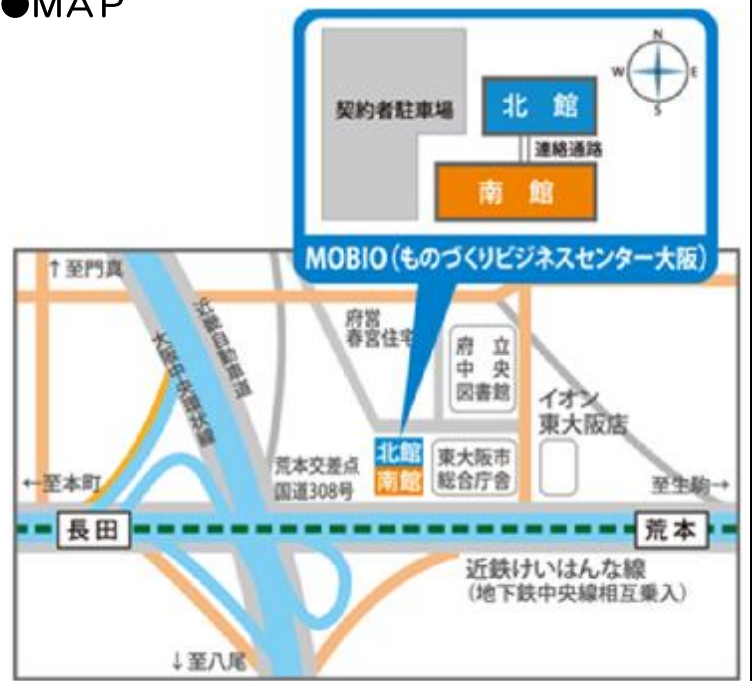 ●MAP
N
W
E
S
契約者駐車場
北 館
連絡通路
南 館
MOBIO(ものづくりビジネスセンター大阪)
↑至門真
近畿自動車道
大阪中央環状線
府営
春宮住宅
府 立
中 央
図書館
イオン
東大阪店
北館
南館
東大阪市
総合庁舎
荒本交差点
国道308号
←至本町
至生駒→
長田
荒本
近鉄けいはんな線
(地下鉄中央線相互乗入)
↓至八尾